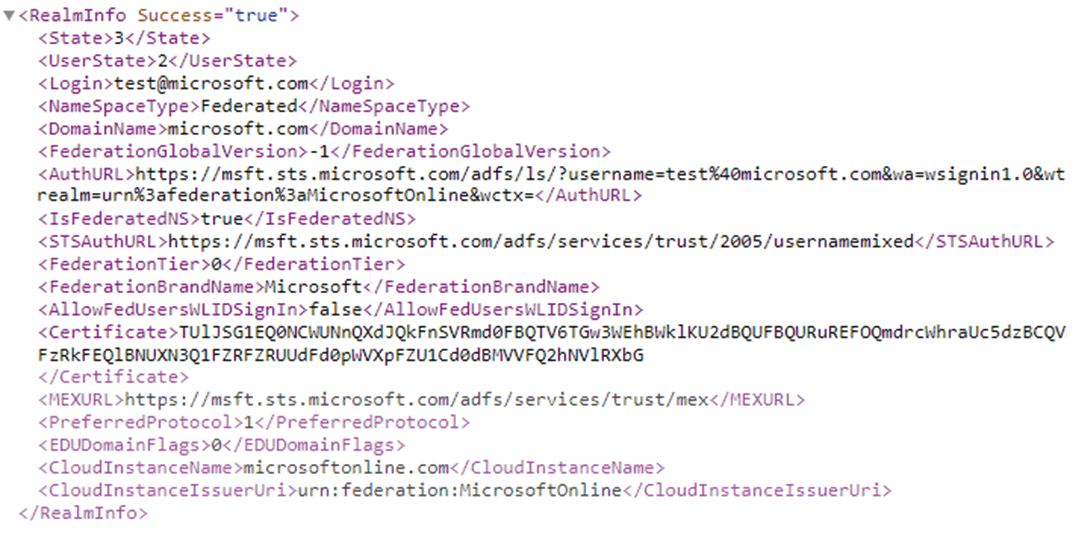 ▼<RealmInfo Success="true">
<State>3</State>
<UserState>2</UserState>
<Login>test@microsoft.com</Login>
<NameSpaceType>Federated</NameSpaceType>
<DomainName>microsoft.com</DomainName>
<FederationGlobalVersion>-1</FederationGlobalVersion>
<AuthURL>https://msft.sts.microsoft.com/adfs/ls/?username=test%40microsoft.com&wa=wsignin1.0&wt
realm=urn%3afederation%3aMicrosoftOnline&wctx=</AuthURL>
<IsFederatedNS>true</IsFederatedNS>
<STSAuthURL>https://msft.sts.microsoft.com/adfs/services/trust/2005/usernamemixed</STSAuthURL>
<FederationTier>0</FederationTier>
<FederationBrandName>Microsoft</FederationBrandName>
<AllowFedUsersWLIDSignIn>false</AllowFedUsersWLIDSignIn>
<Certificate>TUlJSG1EQ0NCWUNnQXdJQkFnSVRmd0FBQTV6TGw3WEhBWklKU2dBQUFBQURuREFOQmdrcWhraUc5dzBCQV
FzRkFEQlBNUXN3Q1FZRFZRUUdFd0pWVXpFZU1Cd0dBMVVFQ2hNVlRXbG
</Certificate>
<MEXURL>https://msft.sts.microsoft.com/adfs/services/trust/mex</MEXURL>
<PreferredProtocol>1</PreferredProtocol>
<EDUDomainFlags>0</EDUDomainFlags>
<CloudInstanceName>microsoftonline.com</CloudInstanceName>
<CloudInstanceIssuerUri>urn:federation:MicrosoftOnline</CloudInstanceIssuerUri>
</RealmInfo>